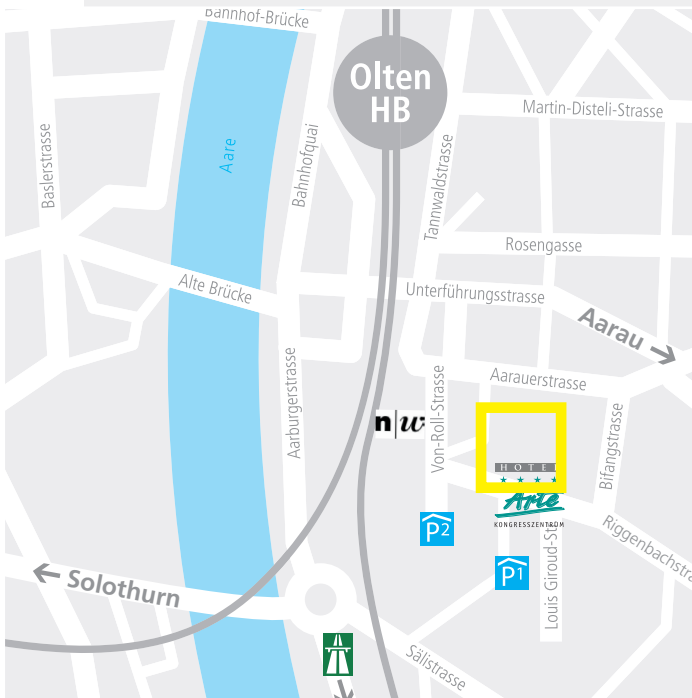 Bahnhof-Brücke
Olten
HB
Martin-Disteli-Strasse
Baslerstrasse
Aare
Bahnhofquai
Tannwaldstrasse
Rosengasse
Alte Brücke
Unterführungsstrasse
Aarau
Aarburgerstrasse
Aarauerstrasse
Von-Roll-Strasse
n|w
Bifangstrasse
HOTEL
Arte
KONGRESSZENTRUM
P2
Riggenbachstra
P1
Louis Giroud-St
Solothurn
Sälistrasse